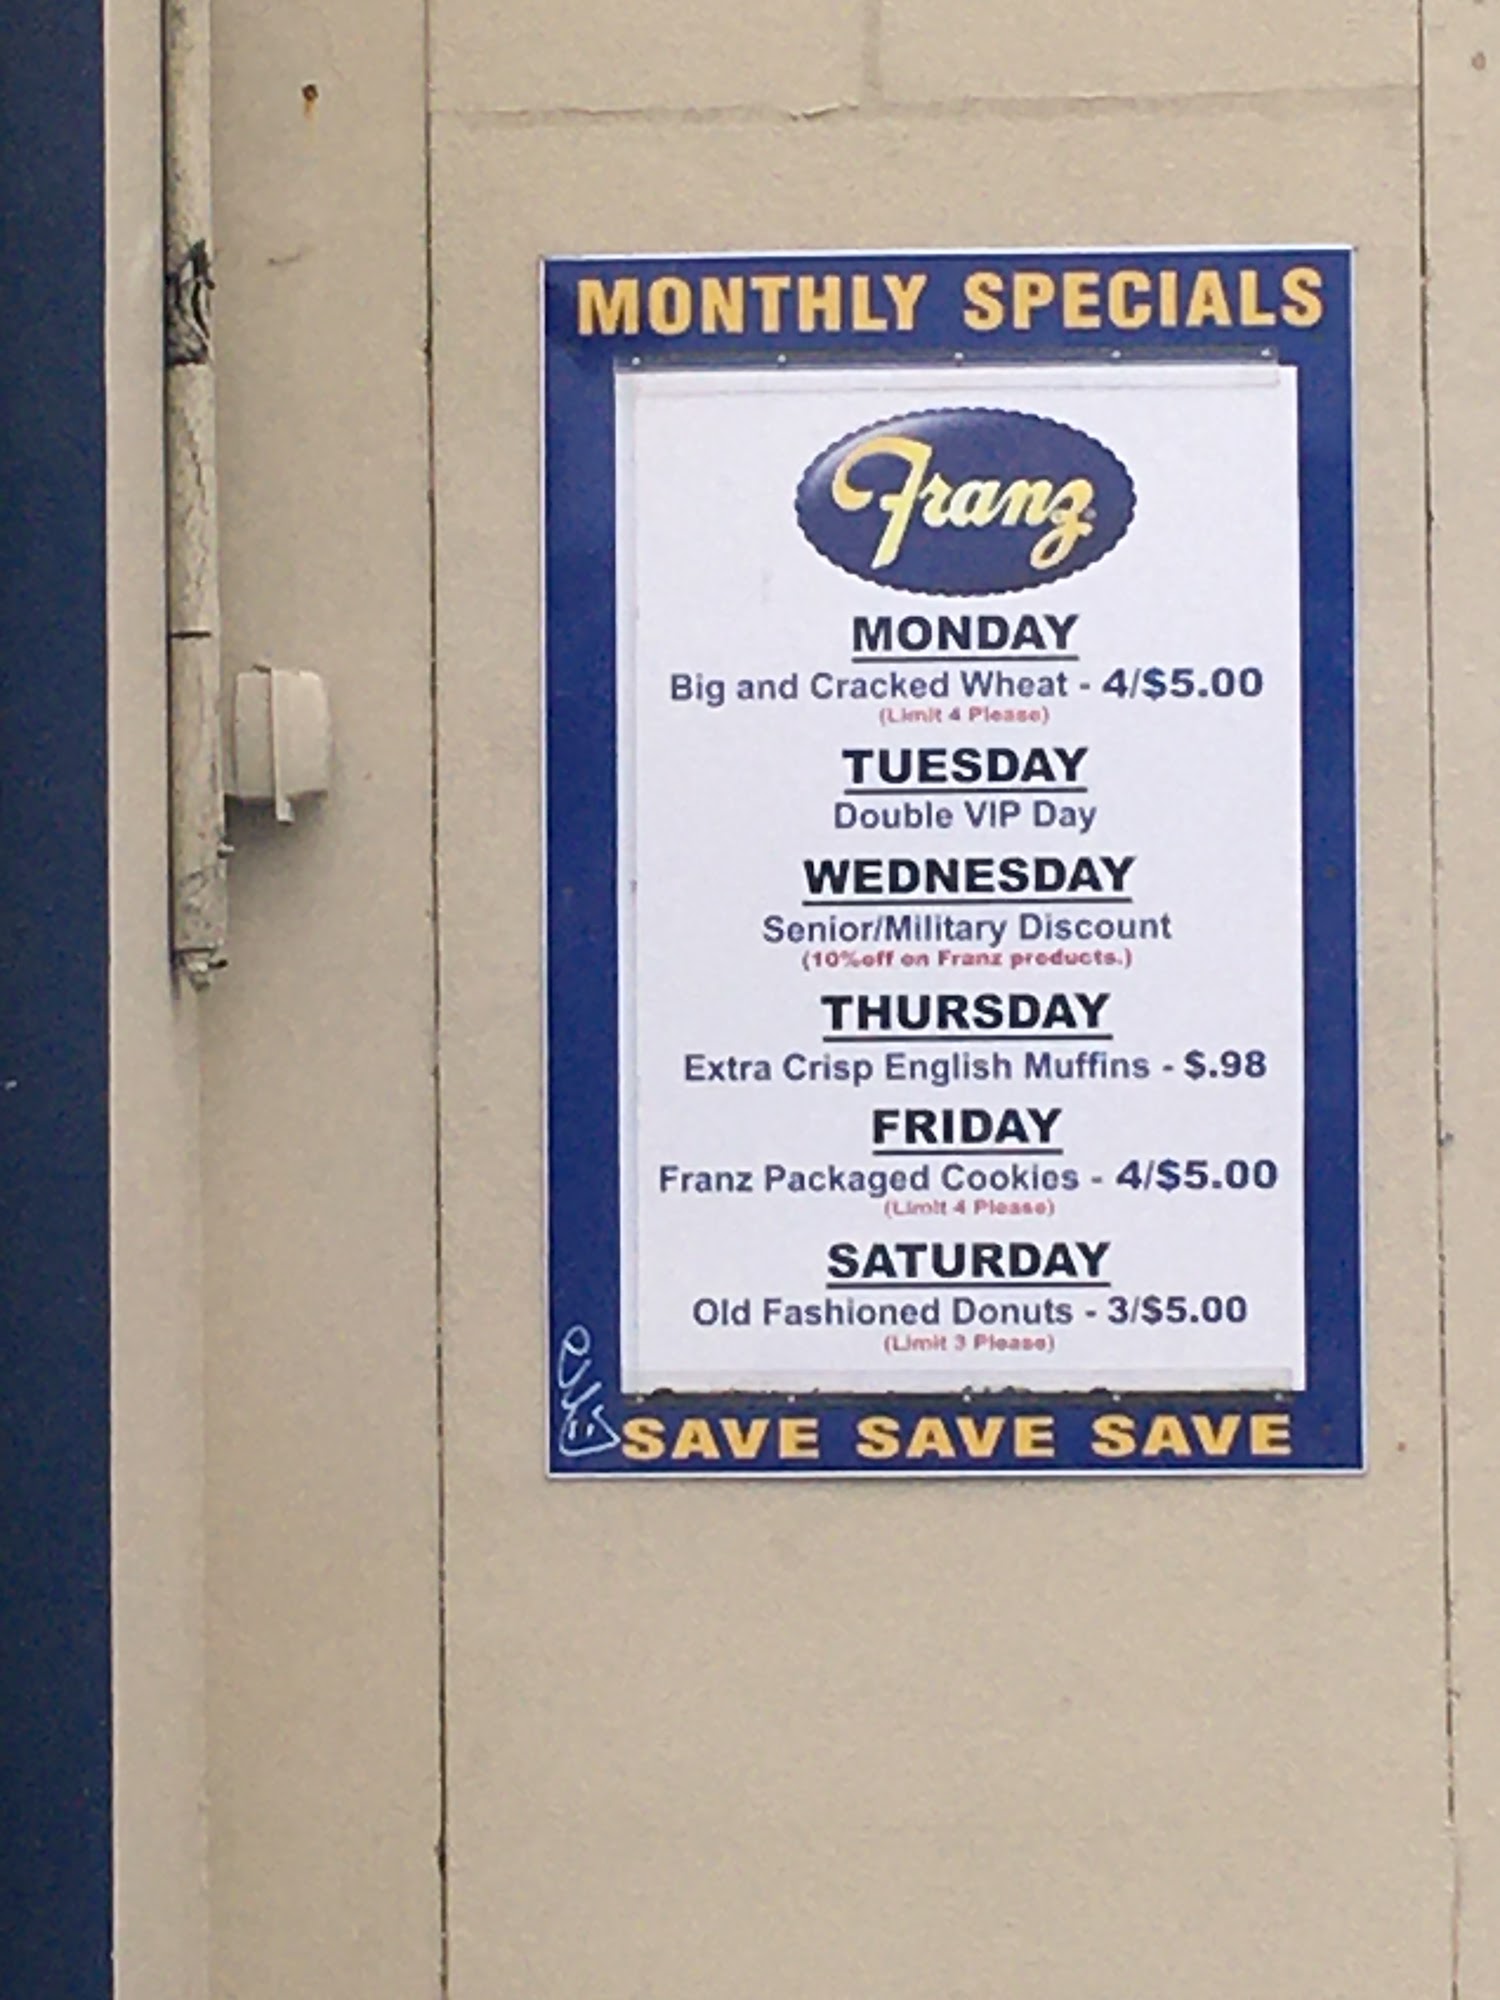 MONTHLY SPECIALS
Franz
MONDAY
Big and Cracked Wheat - 4/$5.00
(Limit 4 Please)
TUESDAY
Double VIP Day
WEDNESDAY
Senior/Military Discount
(10%off on Franz products.)
THURSDAY
Extra Crisp English Muffins - $.98
FRIDAY
Franz Packaged Cookies - 4/$5.00
(Limit 4 Please)
SATURDAY
Old Fashioned Donuts - 3/$5.00
(Limit 3 Please)
SAVE SAVE SAVE